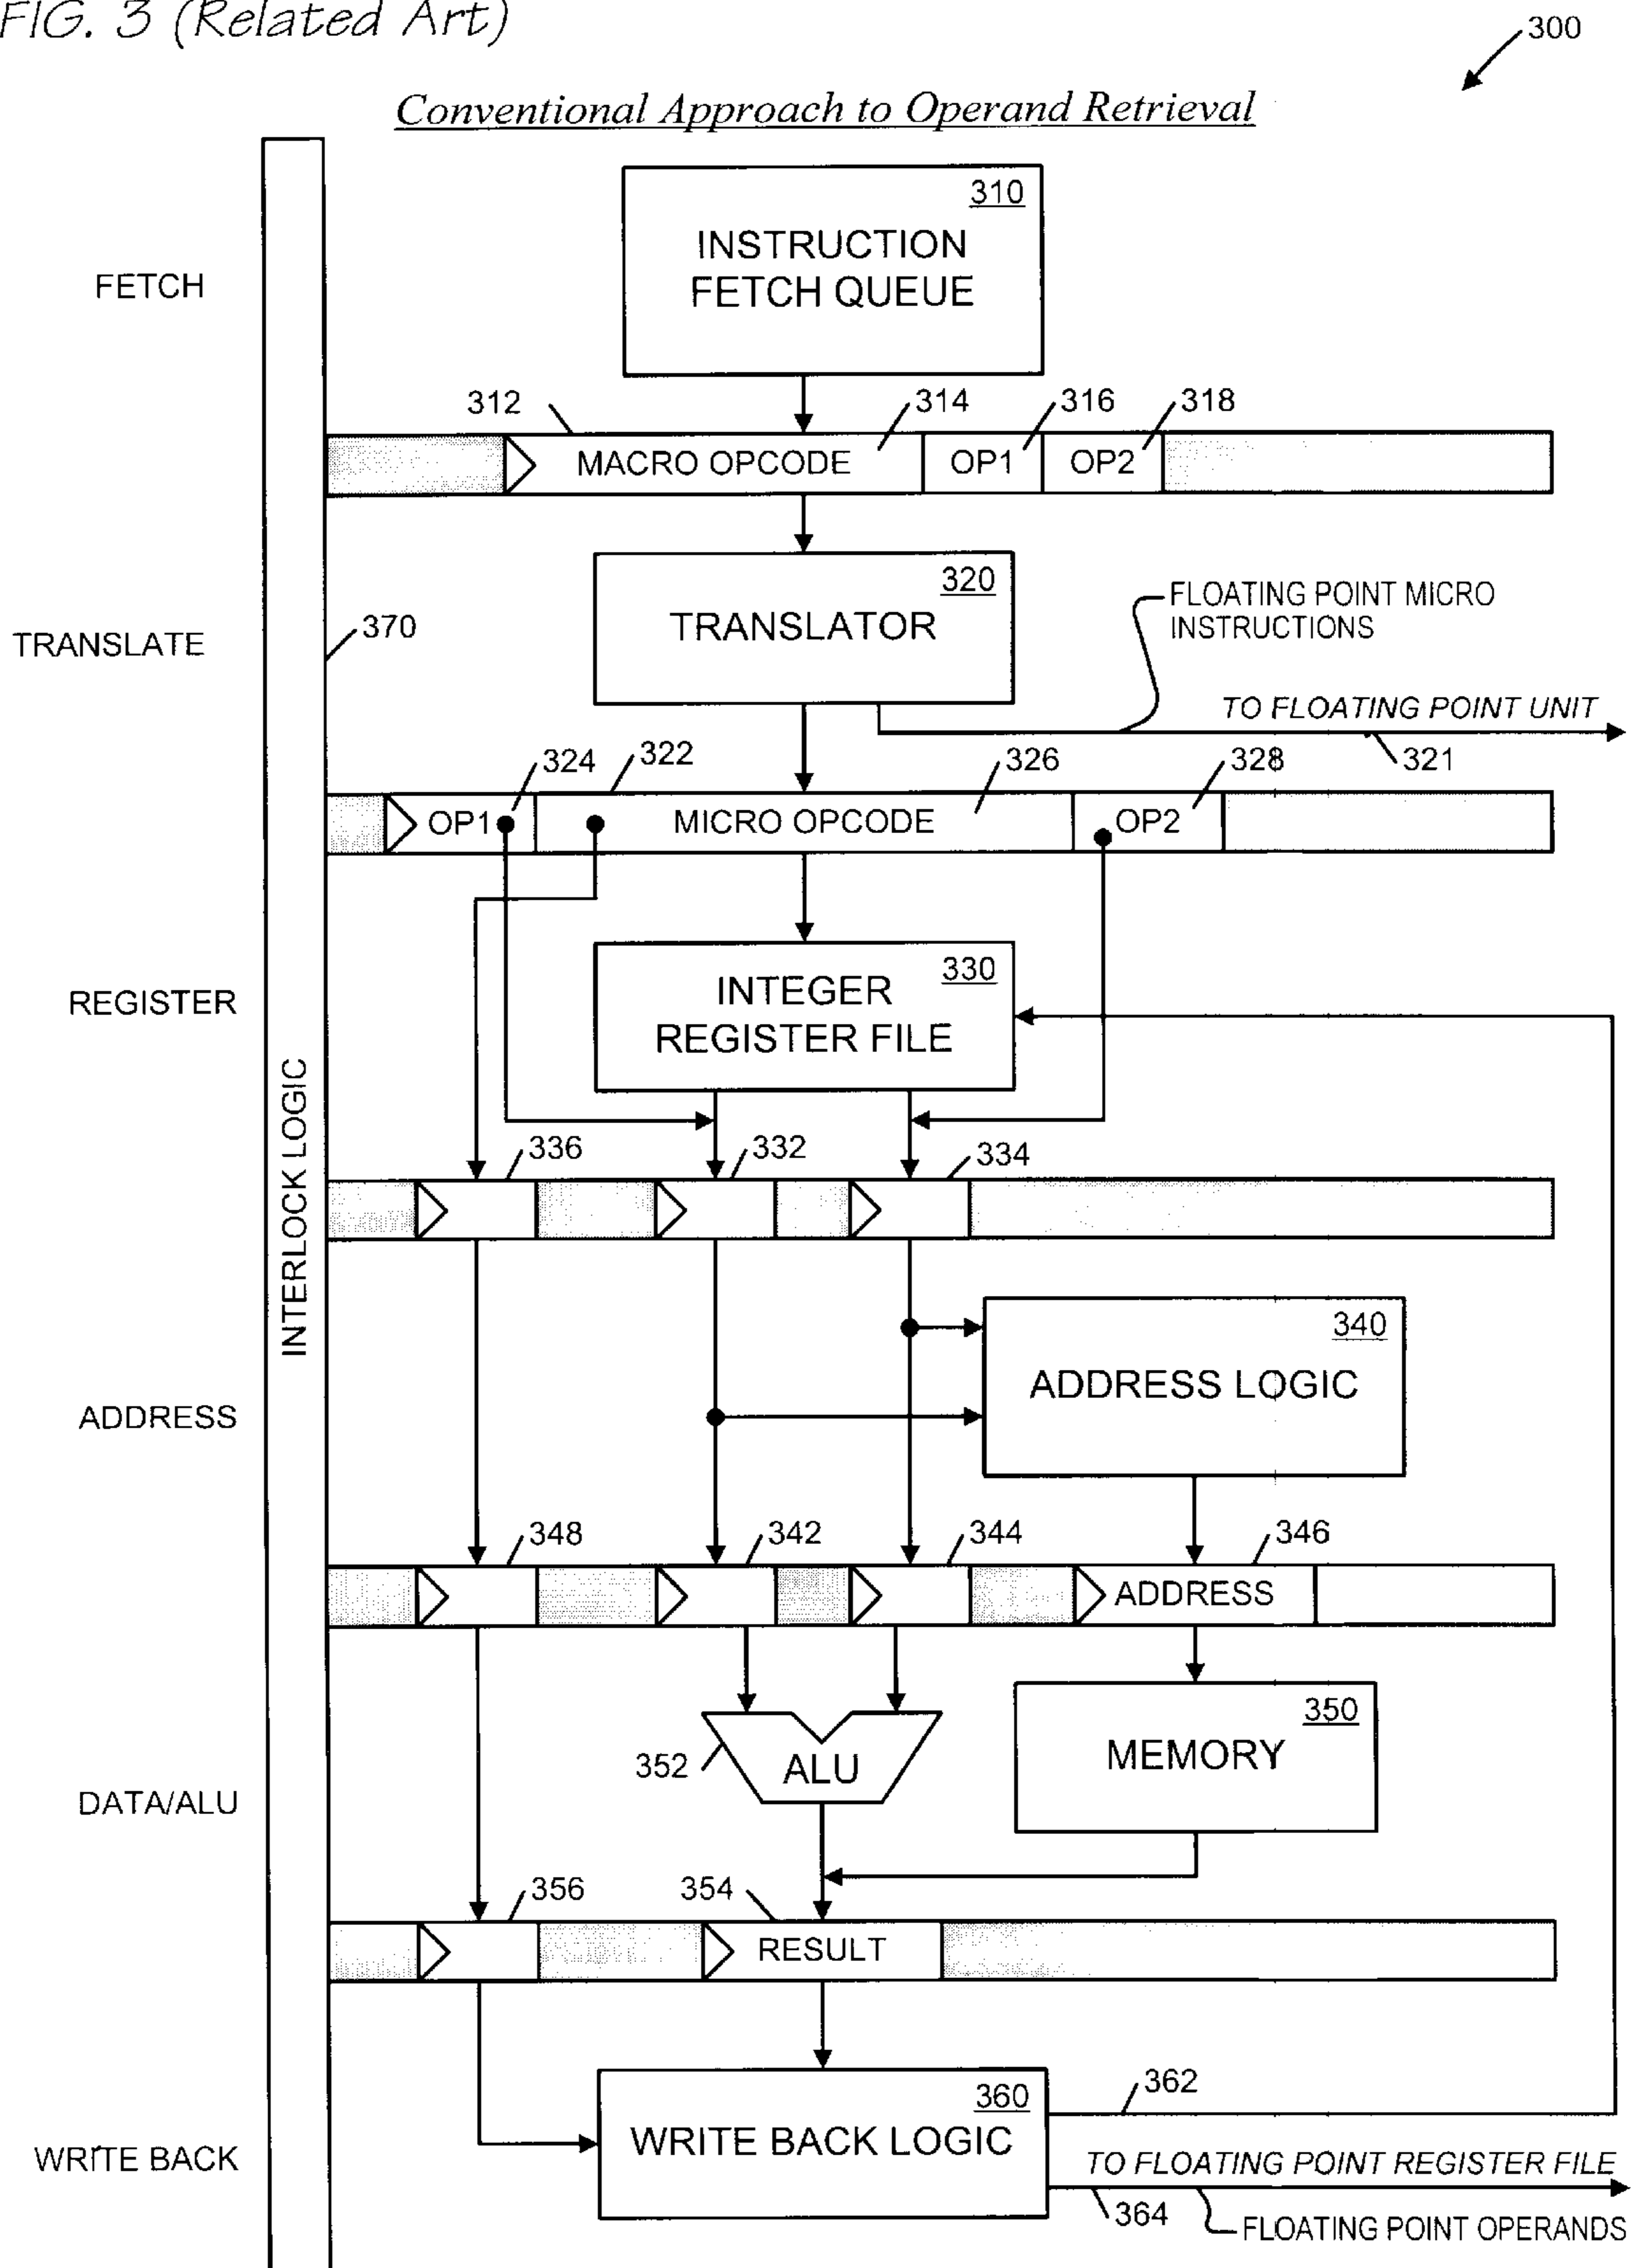 FIG. 3 (Related Art)
300
Conventional Approach to Operand Retrieval
310
INSTRUCTION
FETCH QUEUE
FETCH
312
314
316
318
MACRO OPCODE
OP1
OP2
320
TRANSLATOR
FLOATING POINT MICRO
INSTRUCTIONS
TRANSLATE
370
TO FLOATING POINT UNIT
321
324
322
326
328
OP1
MICRO OPCODE
OP2
330
INTEGER
REGISTER FILE
REGISTER
INTERLOCK LOGIC
336
332
334
340
ADDRESS LOGIC
ADDRESS
348
342
344
346
ADDRESS
350
MEMORY
352
ALU
DATA/ALU
356
354
RESULT
360
WRITE BACK LOGIC
362
WRITE BACK
TO FLOATING POINT REGISTER FILE
364
FLOATING POINT OPERANDS